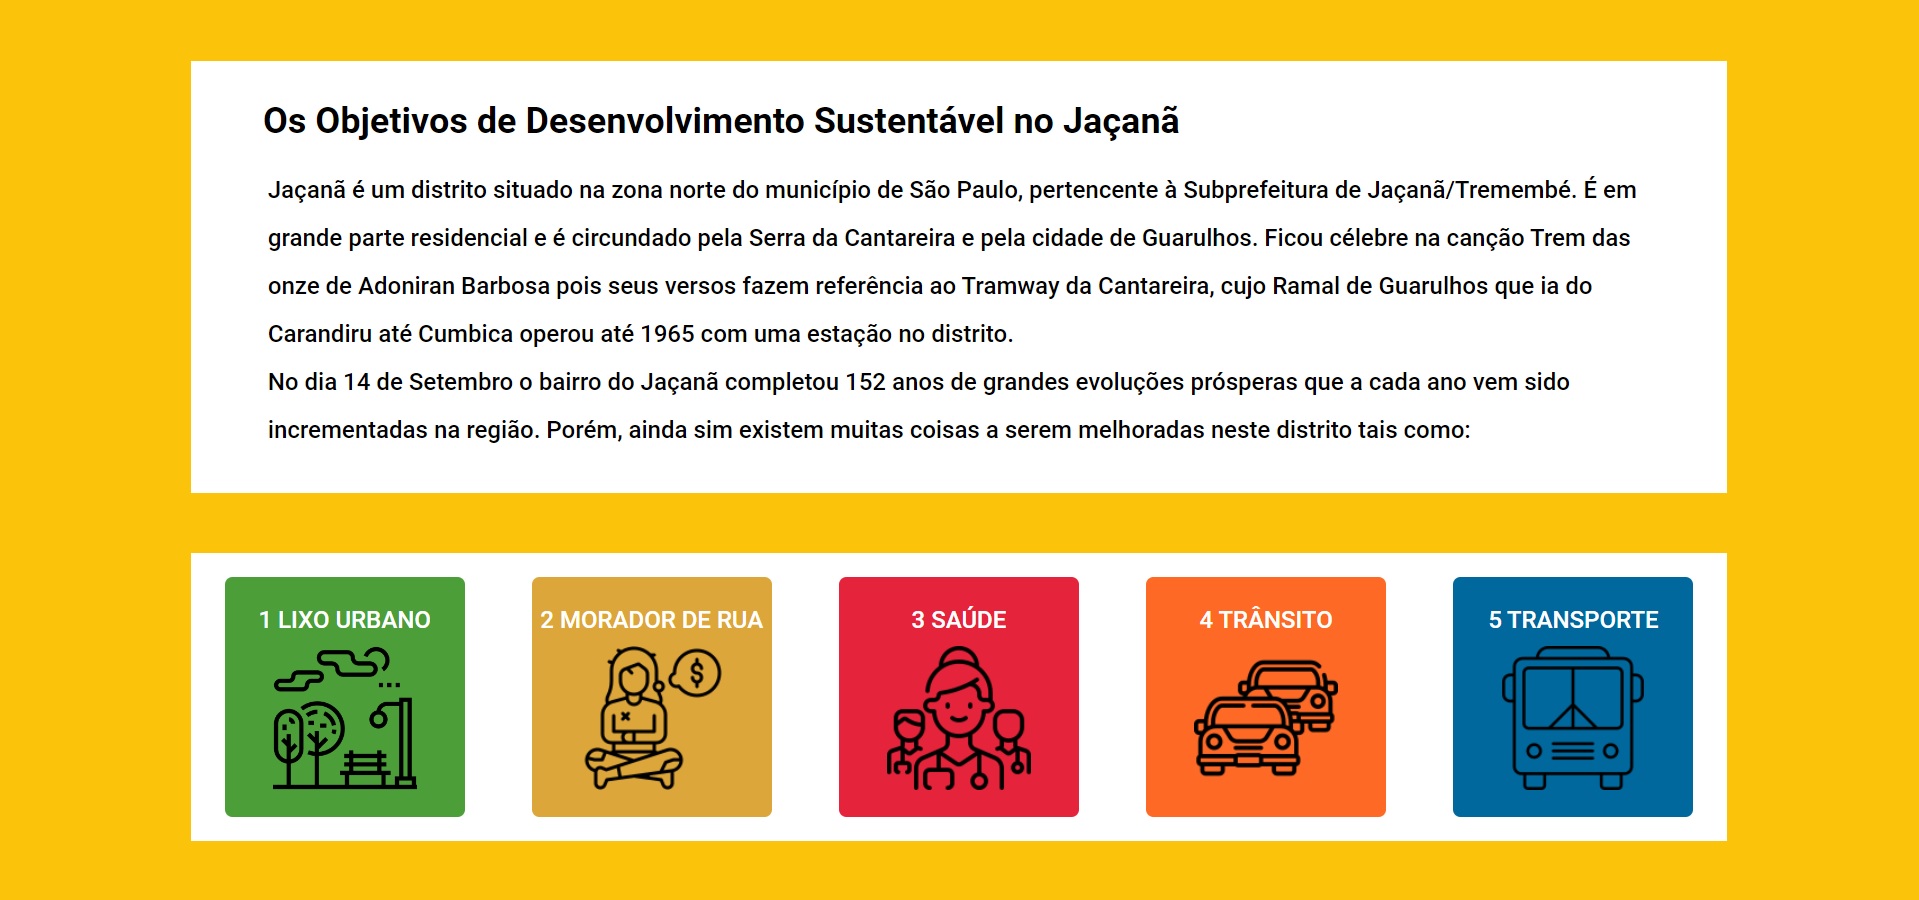 Os Objetivos de Desenvolvimento Sustentável no Jaçanã
Jaçanã é um distrito situado na zona norte do município de São Paulo, pertencente à Subprefeitura de Jaçanã/Tremembé. É em
grande parte residencial e é circundado pela Serra da Cantareira e pela cidade de Guarulhos. Ficou célebre na canção Trem das
onze de Adoniran Barbosa pois seus versos fazem referência ao Tramway da Cantareira, cujo Ramal de Guarulhos que ia do
Carandiru até Cumbica operou até 1965 com uma estação no distrito.
No dia 14 de Setembro o bairro do Jaçanã completou 152 anos de grandes evoluções prósperas que a cada ano vem sido
incrementadas na região. Porém, ainda sim existem muitas coisas a serem melhoradas neste distrito tais como:
1 LIXO URBANO
2 MORADOR DE RUA
$
3 SAÚDE
4 TRÂNSITO
5 TRANSPORTE